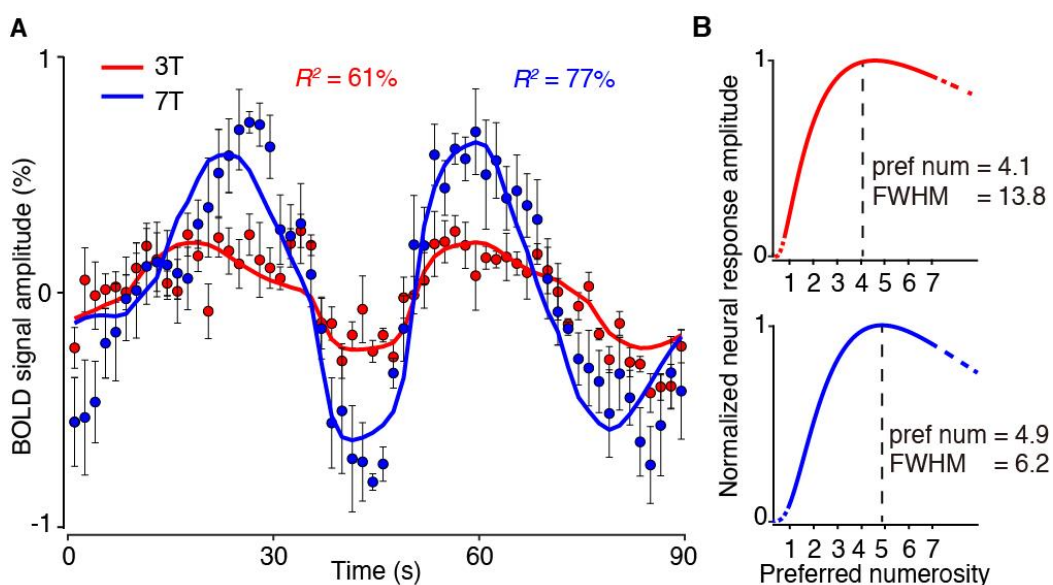 A
BOLD signal amplitude (%)
1
0
-1
3T
7T
R² = 61%
R² = 77%
0 30 60 90
Time (s)
B
Normalized neural response amplitude
1
0
pref num = 4.1
FWHM = 13.8
1 2 3 4 5 6 7
1
0
pref num = 4.9
FWHM = 6.2
1 2 3 4 5 6 7
Preferred numerosity